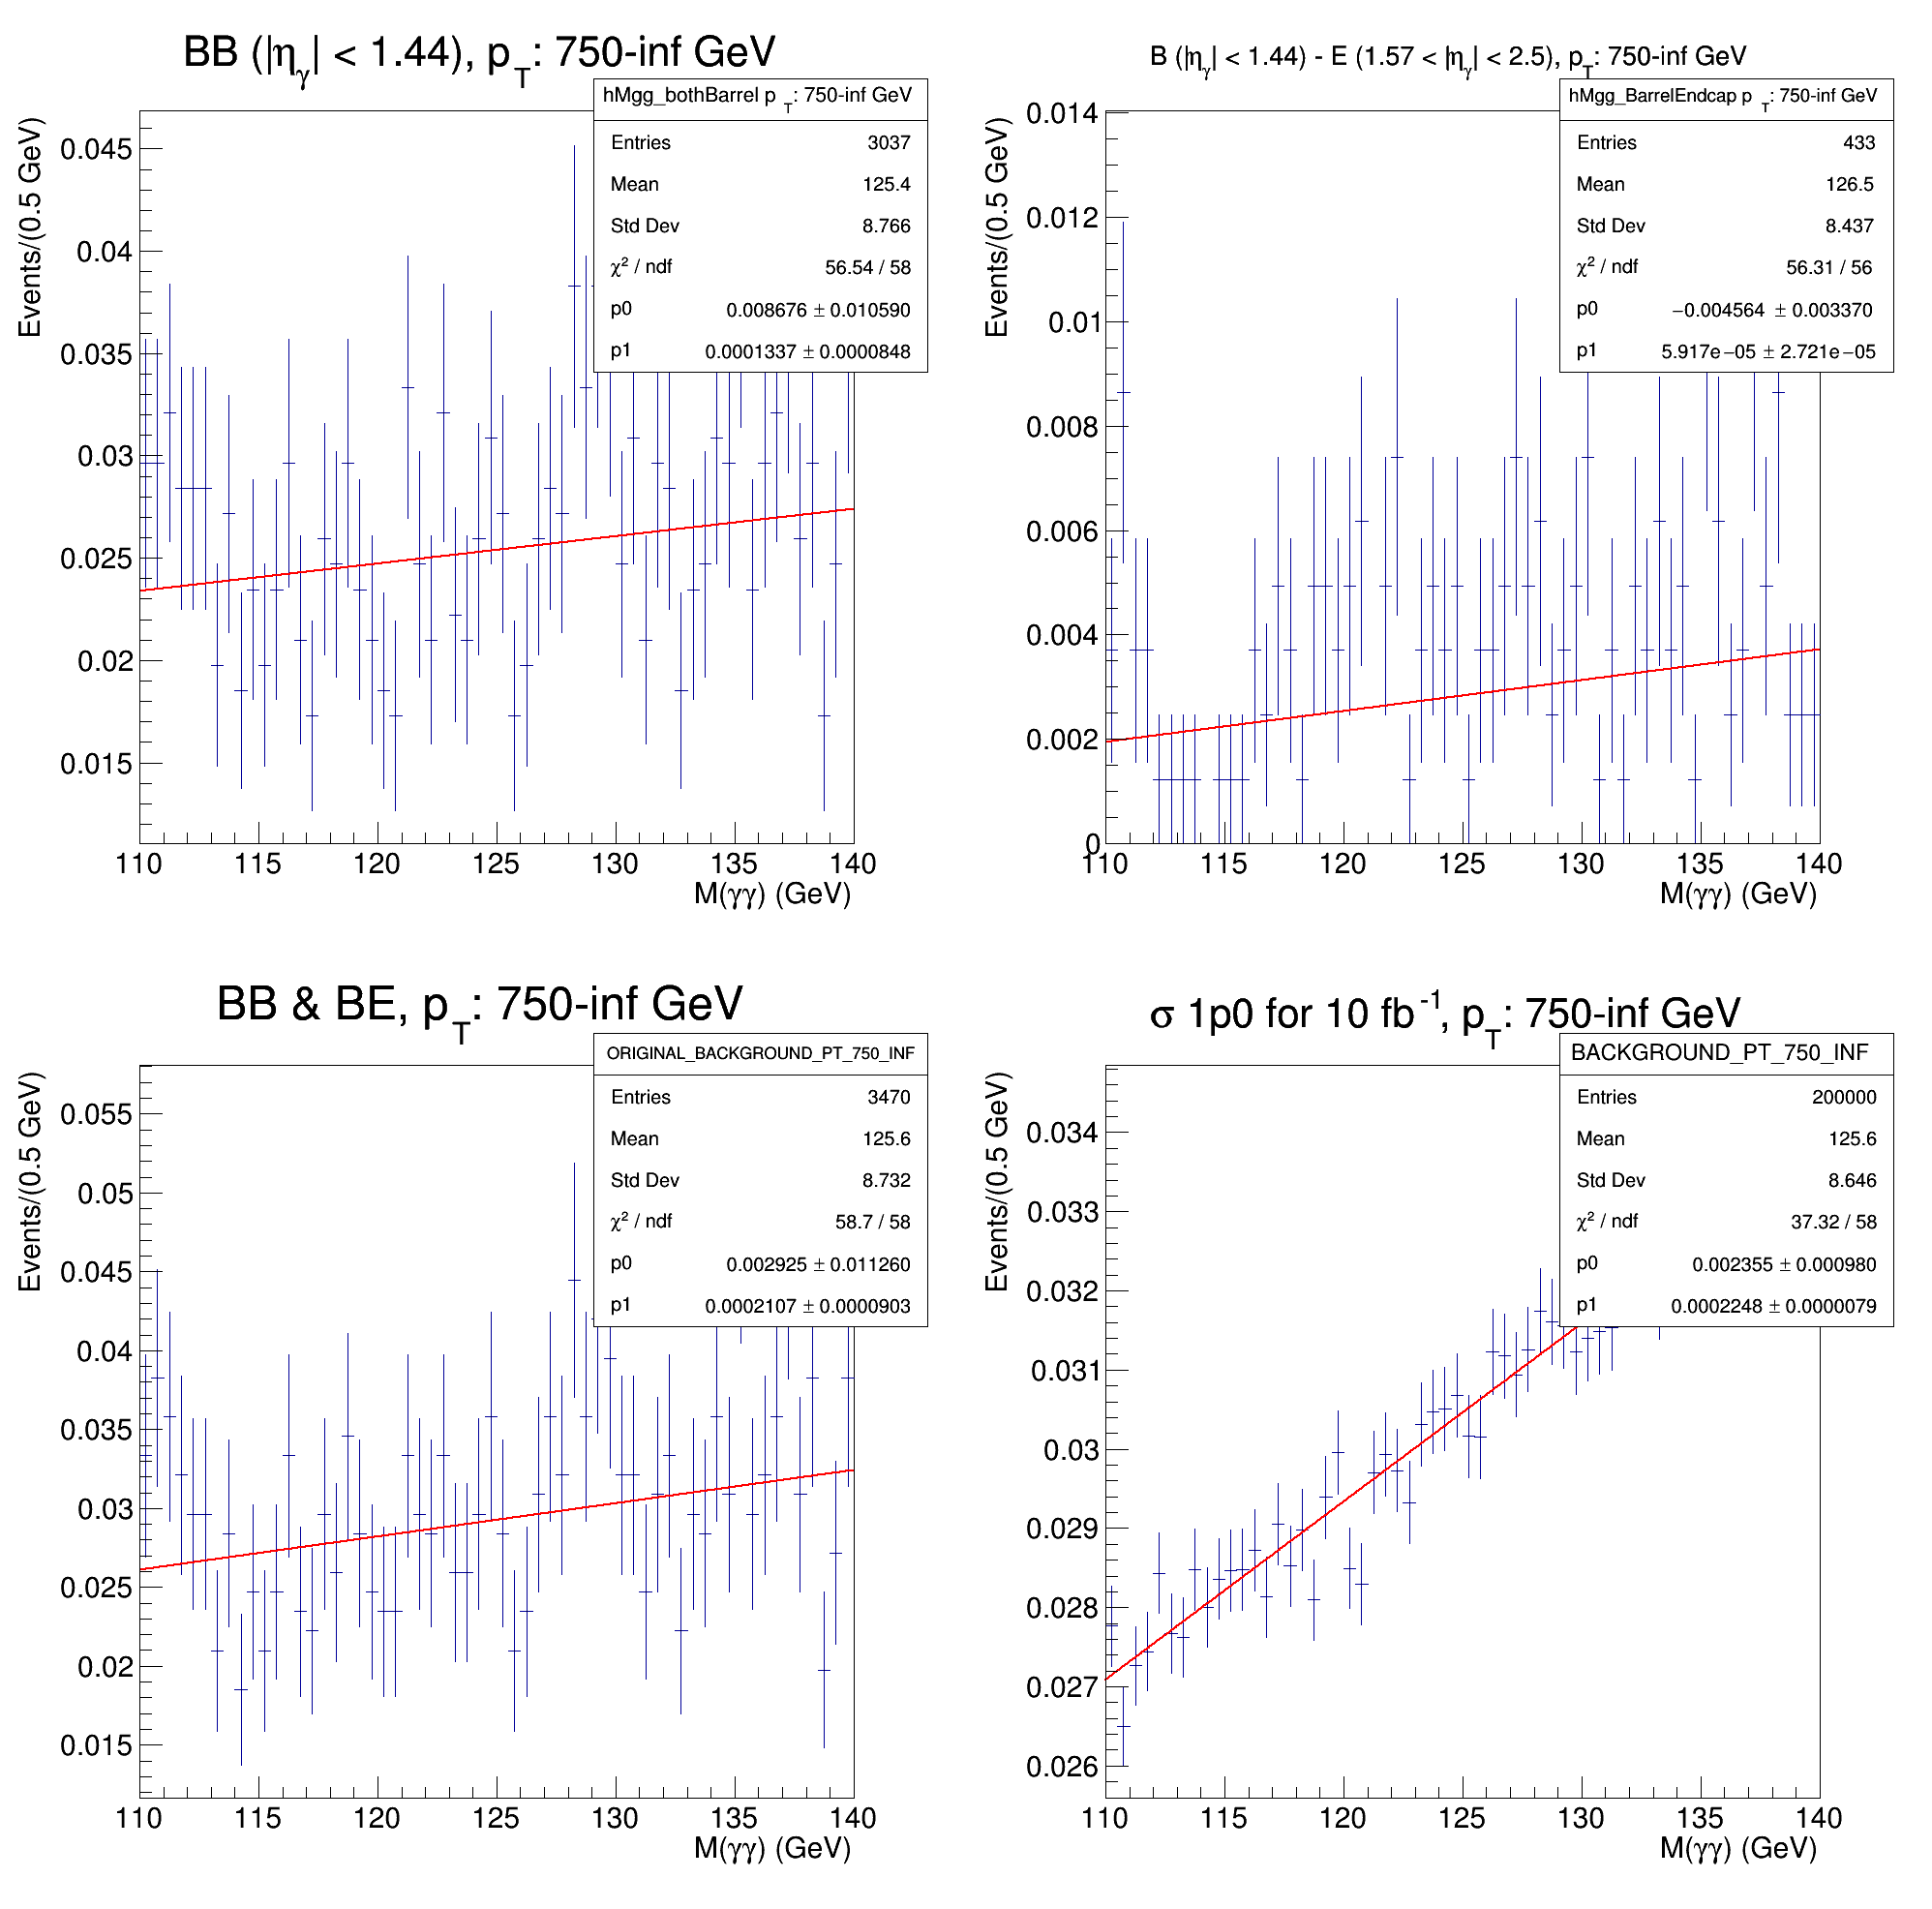 BB (|ηγ| < 1.44), pT: 750-inf GeV
hMgg_bothBarrel pT: 750-inf GeV
Entries 3037
Mean 125.4
Std Dev 8.766
χ² / ndf 56.54 / 58
p0 0.008676 ± 0.010590
p1 0.0001337 ± 0.0000848
Events/(0.5 GeV)
0.045
0.04
0.035
0.03
0.025
0.02
0.015
110 115 120 125 130 135 140
M(γγ) (GeV)
B (|ηγ| < 1.44) - E (1.57 < |ηγ| < 2.5), pT: 750-inf GeV
hMgg_BarrelEndcap pT: 750-inf GeV
Entries 433
Mean 126.5
Std Dev 8.437
χ² / ndf 56.31 / 56
p0 −0.004564 ± 0.003370
p1 5.917e−05 ± 2.721e−05
Events/(0.5 GeV)
0.014
0.012
0.01
0.008
0.006
0.004
0.002
0
110 115 120 125 130 135 140
M(γγ) (GeV)
BB & BE, pT: 750-inf GeV
ORIGINAL_BACKGROUND_PT_750_INF
Entries 3470
Mean 125.6
Std Dev 8.732
χ² / ndf 58.7 / 58
p0 0.002925 ± 0.011260
p1 0.0002107 ± 0.0000903
Events/(0.5 GeV)
0.055
0.05
0.045
0.04
0.035
0.03
0.025
0.02
0.015
110 115 120 125 130 135 140
M(γγ) (GeV)
σ 1p0 for 10 fb⁻¹, pT: 750-inf GeV
BACKGROUND_PT_750_INF
Entries 200000
Mean 125.6
Std Dev 8.646
χ² / ndf 37.32 / 58
p0 0.002355 ± 0.000980
p1 0.0002248 ± 0.0000079
Events/(0.5 GeV)
0.034
0.033
0.032
0.031
0.03
0.029
0.028
0.027
0.026
110 115 120 125 130 135 140
M(γγ) (GeV)